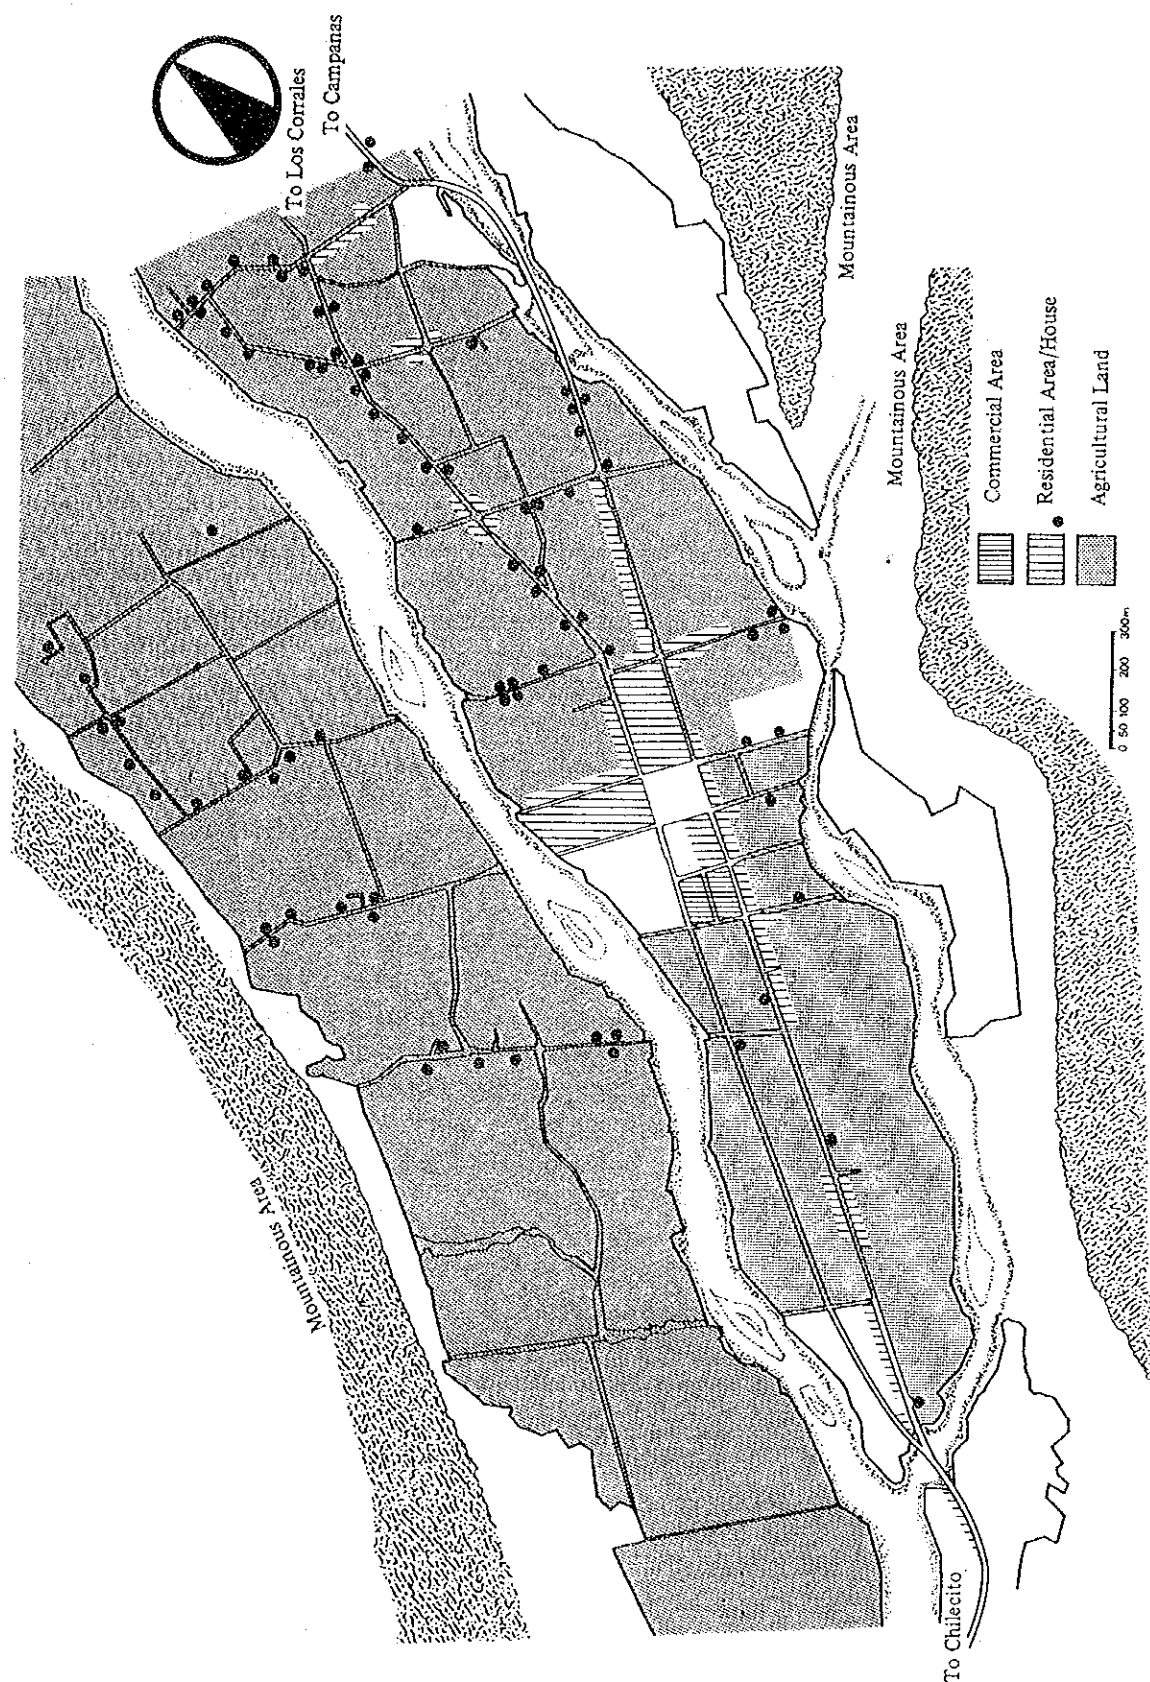 To Los Corrales
To Campanas
Mountainous Area
Mountainous Area
Mountainous Area
Commercial Area
Residential Area/House
Agricultural Land
0 50 100 200 300m
To Chilecito